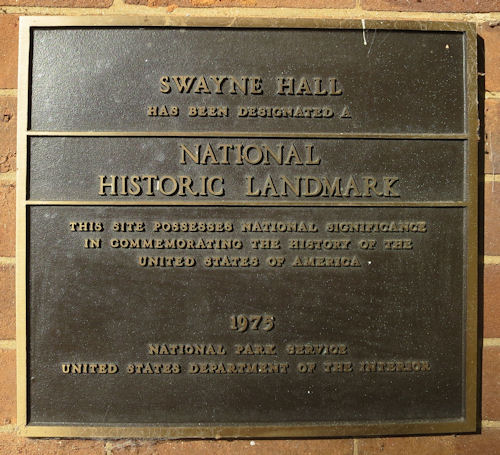 SWAYNE HALL
HAS BEEN DESIGNATED A
NATIONAL
HISTORIC LANDMARK
THIS SITE POSSESSES NATIONAL SIGNIFICANCE
IN COMMEMORATING THE HISTORY OF THE
UNITED STATES OF AMERICA
1975
NATIONAL PARK SERVICE
UNITED STATES DEPARTMENT OF THE INTERIOR